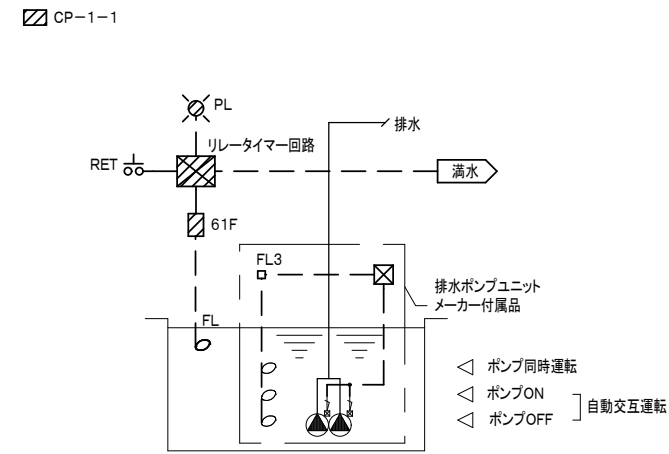 CP-1-1
PL
排水
リレータイマー回路
RET
満水
61F
FL3
排水ポンプユニット
メーカー付属品
FL
ポンプ同時運転
ポンプON
自動交互運転
ポンプOFF